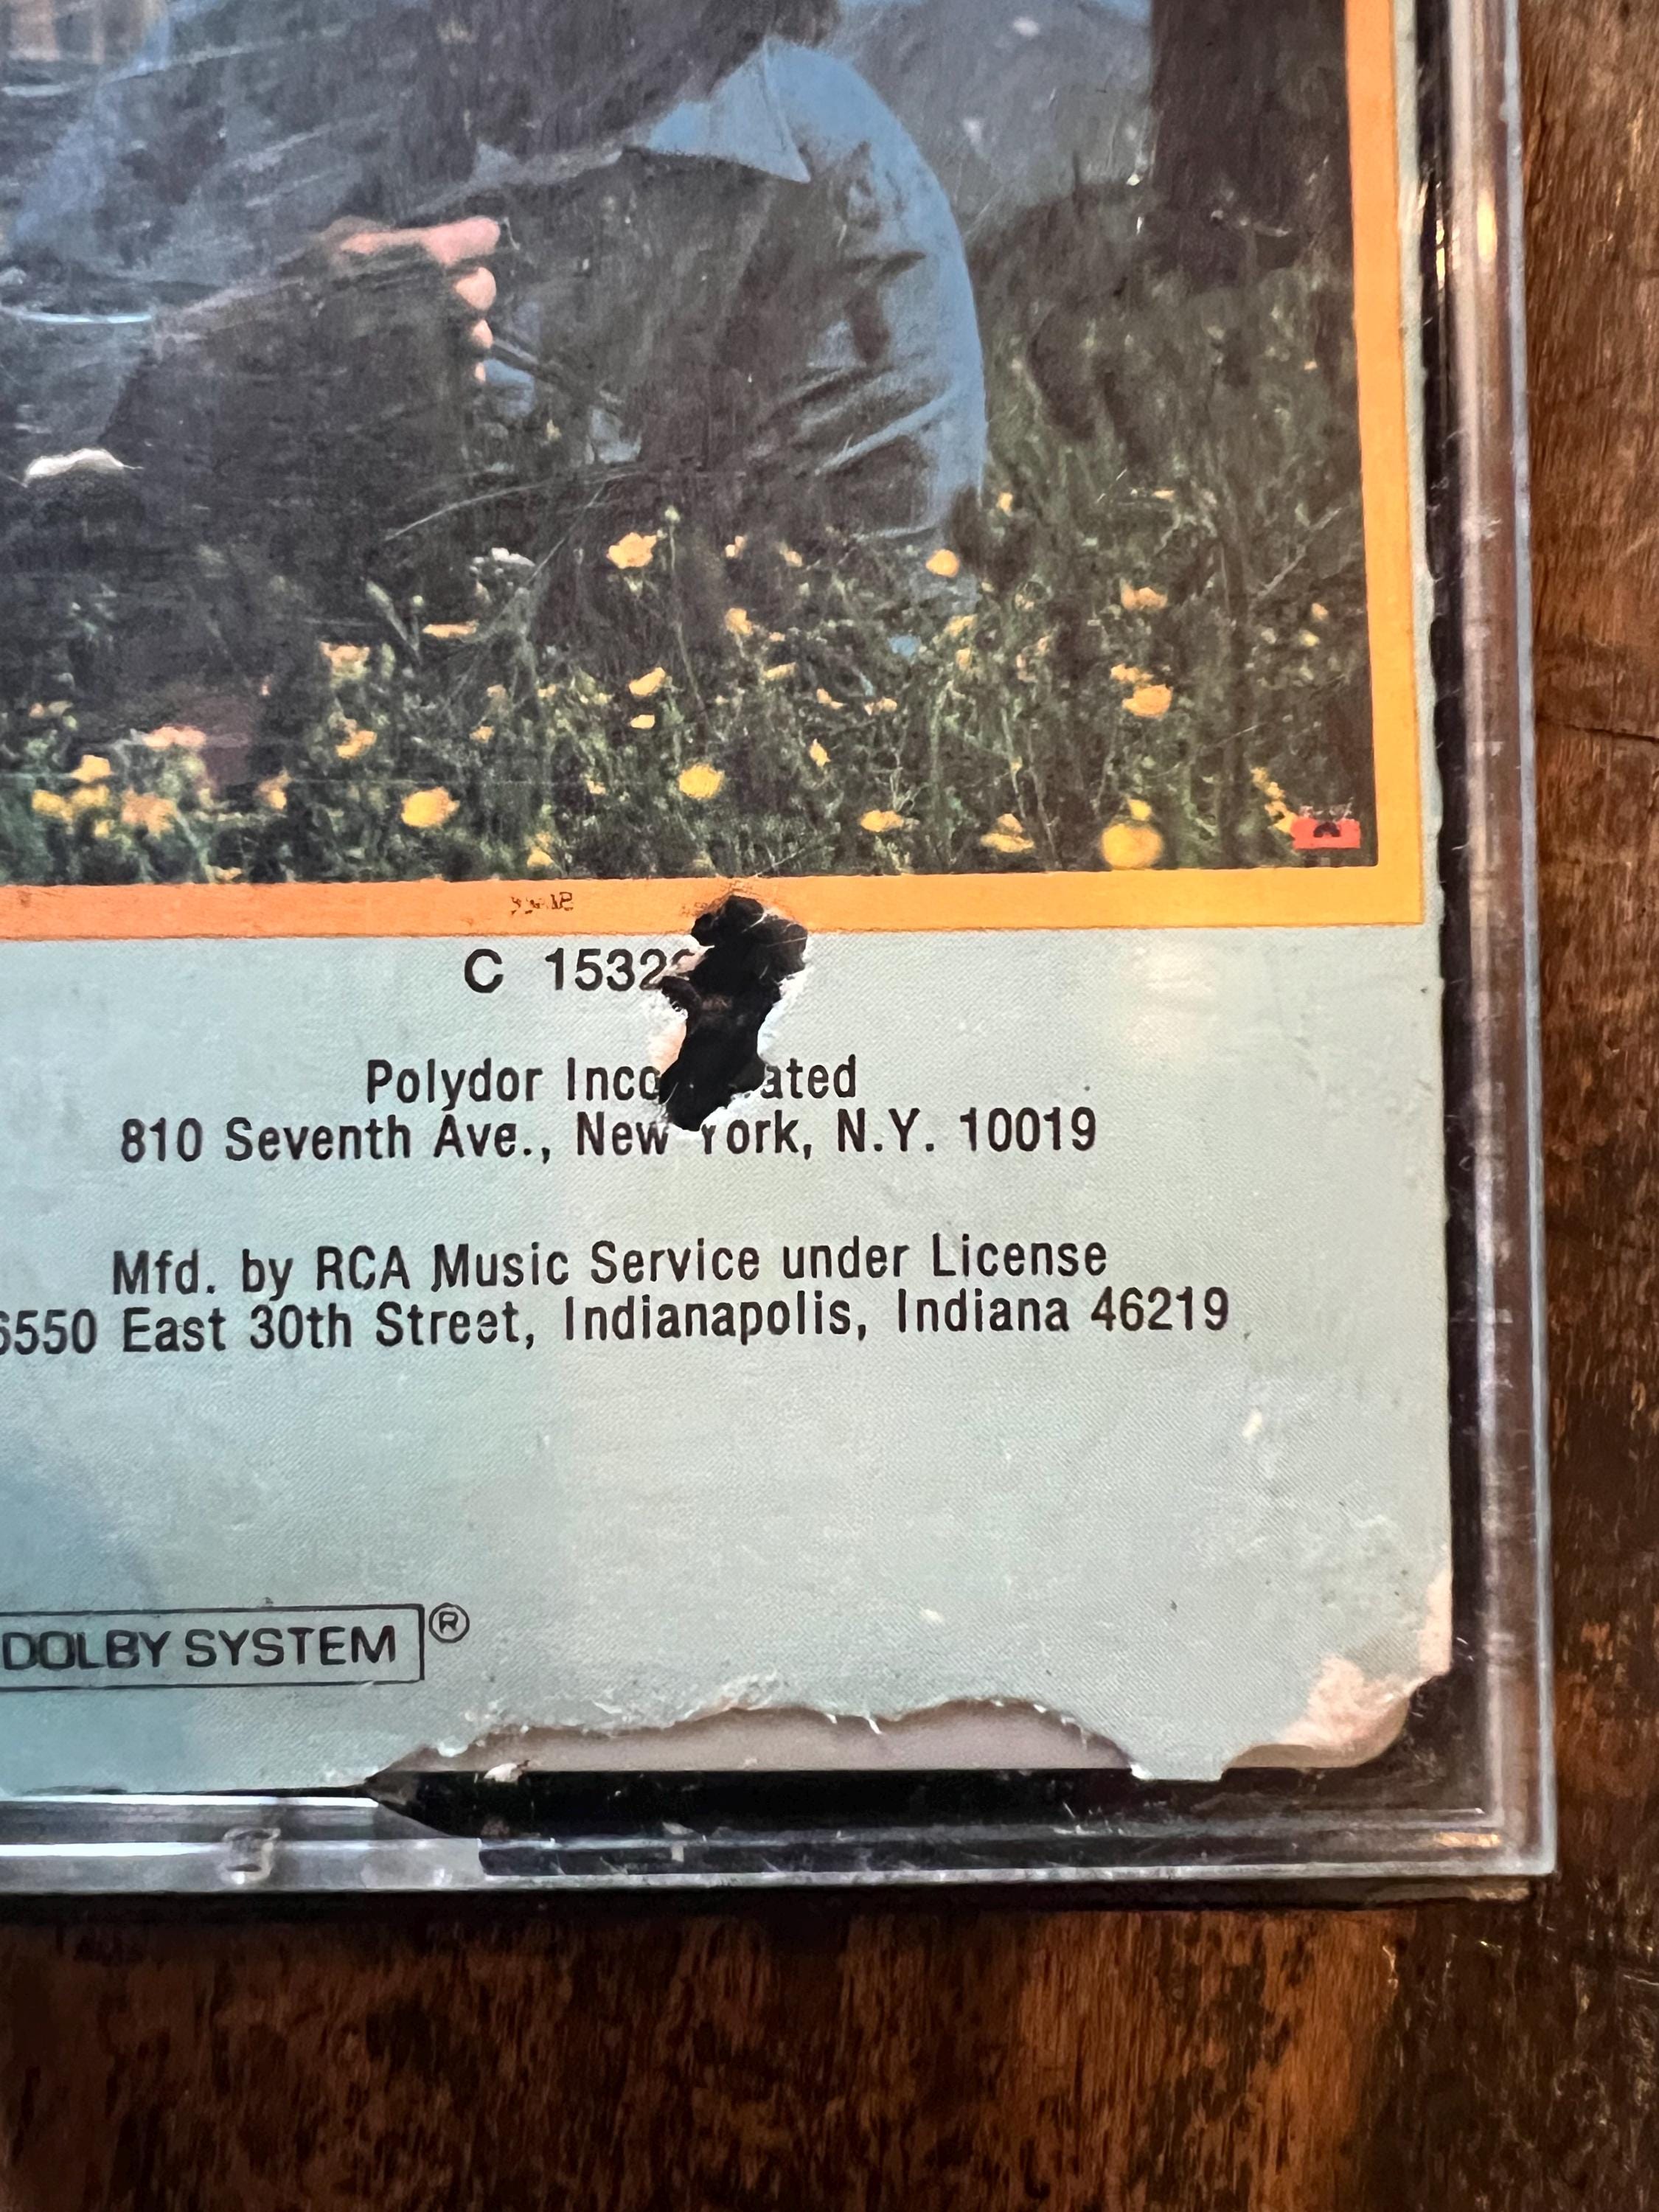 C 1532
Polydor Inco ated
810 Seventh Ave., New York, N.Y. 10019
Mfd. by RCA Music Service under License
6550 East 30th Street, Indianapolis, Indiana 46219
DOLBY SYSTEM ®